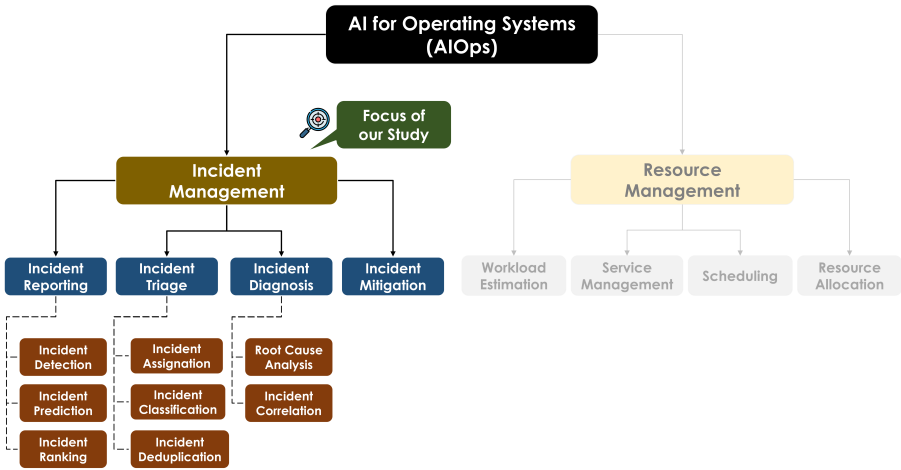 AI for Operating Systems
(AIOps)
Focus of
our Study
Incident
Management
Resource
Management
Incident
Reporting
Incident
Triage
Incident
Diagnosis
Incident
Mitigation
Workload
Estimation
Service
Management
Scheduling
Resource
Allocation
Incident
Detection
Incident
Prediction
Incident
Ranking
Incident
Assignation
Incident
Classification
Incident
Deduplication
Root Cause
Analysis
Incident
Correlation